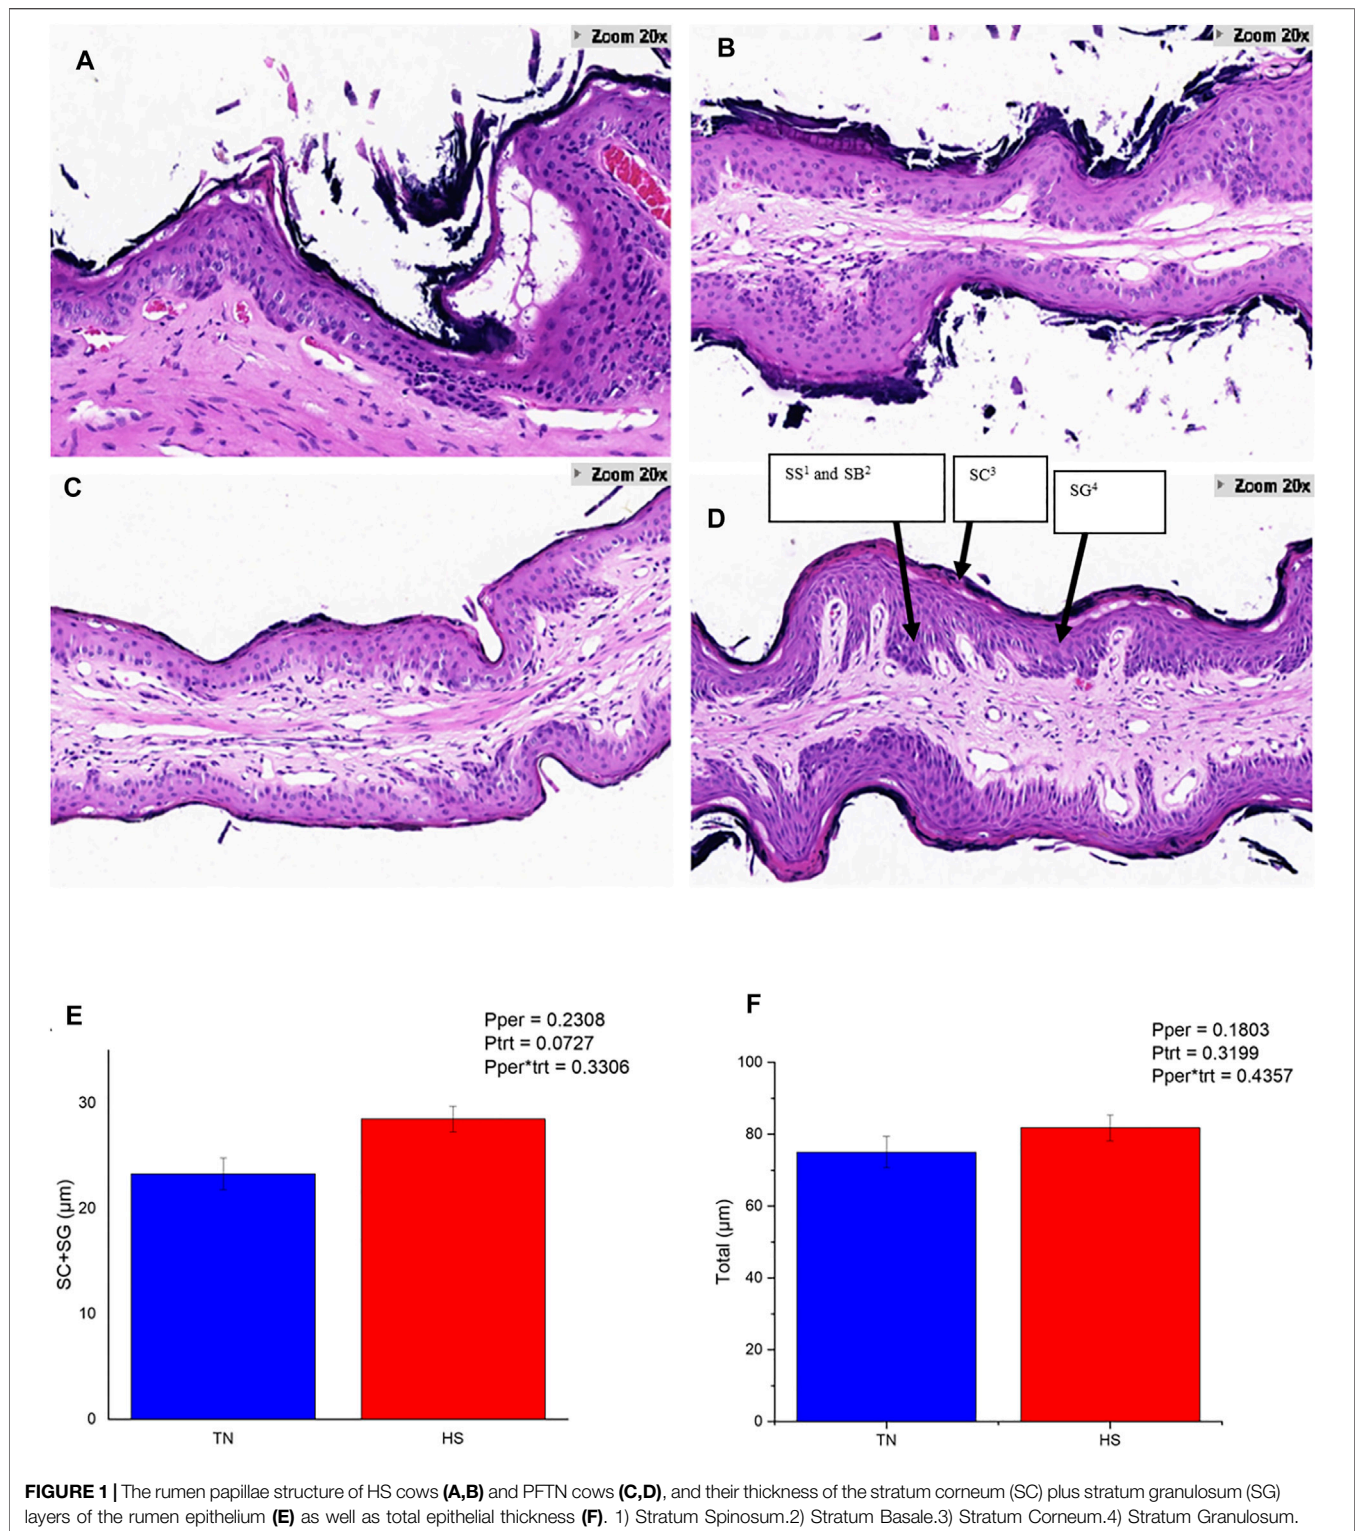 A
Zoom 20x
B
Zoom 20x
C
Zoom 20x
D
Zoom 20x
SS¹ and SB²
SC³
SG⁴
E
Pper = 0.2308
Ptrt = 0.0727
Pper*trt = 0.3306
SC+SG (μm)
30
20
10
0
TN
HS
F
Pper = 0.1803
Ptrt = 0.3199
Pper*trt = 0.4357
Total (μm)
100
80
60
40
20
0
TN
HS
FIGURE 1 | The rumen papillae structure of HS cows (A,B) and PFTN cows (C,D), and their thickness of the stratum corneum (SC) plus stratum granulosum (SG)
layers of the rumen epithelium (E) as well as total epithelial thickness (F). 1) Stratum Spinosum.2) Stratum Basale.3) Stratum Corneum.4) Stratum Granulosum.